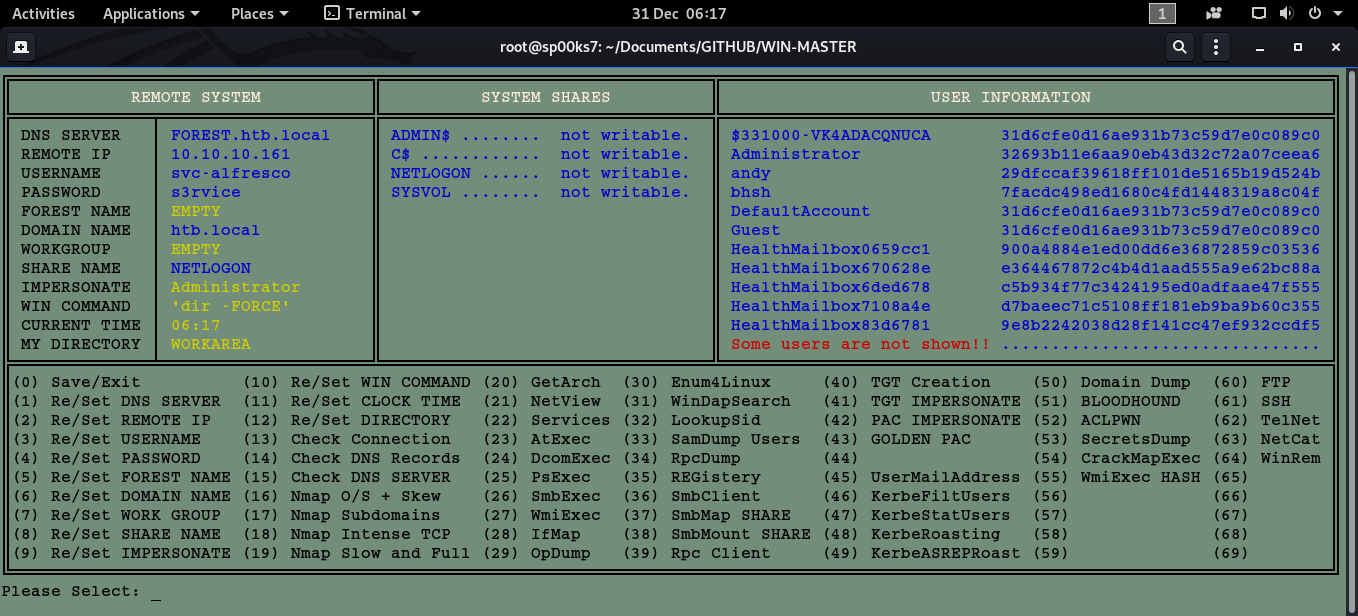 Activities Applications Places Terminal 31 Dec 06:17 1
root@sp00ks7: ~/Documents/GITHUB/WIN-MASTER
REMOTE SYSTEM SYSTEM SHARES USER INFORMATION
DNS SERVER FOREST.htb.local ADMIN$ ........ not writable. $331000-VK4ADACQNUCA 31d6cfe0d16ae931b73c59d7e0c089c0
REMOTE IP 10.10.10.161 C$ ............ not writable. Administrator 32693b11e6aa90eb43d32c72a07ceea6
USERNAME svc-alfresco NETLOGON ...... not writable. andy 29dfccaf39618ff101de5165b19d524b
PASSWORD s3rvice SYSVOL ........ not writable. bhsh 7facdc498ed1680c4fd1448319a8c04f
FOREST NAME EMPTY DefaultAccount 31d6cfe0d16ae931b73c59d7e0c089c0
DOMAIN NAME htb.local Guest 31d6cfe0d16ae931b73c59d7e0c089c0
WORKGROUP EMPTY HealthMailbox0659cc1 900a4884e1ed00dd6e36872859c03536
SHARE NAME NETLOGON HealthMailbox670628e e364467872c4b4d1aad555a9e62bc88a
IMPERSONATE Administrator HealthMailbox6ded678 c5b934f77c3424195ed0adfaae47f555
WIN COMMAND 'dir -FORCE' HealthMailbox7108a4e d7baeec71c5108ff181eb9ba9b60c355
CURRENT TIME 06:17 HealthMailbox83d6781 9e8b2242038d28f141cc47ef932ccdf5
MY DIRECTORY WORKAREA Some users are not shown!! ................................
(0) Save/Exit (10) Re/Set WIN COMMAND (20) GetArch (30) Enum4Linux (40) TGT Creation (50) Domain Dump (60) FTP
(1) Re/Set DNS SERVER (11) Re/Set CLOCK TIME (21) NetView (31) WinDapSearch (41) TGT IMPERSONATE (51) BLOODHOUND (61) SSH
(2) Re/Set REMOTE IP (12) Re/Set DIRECTORY (22) Services (32) LookupSid (42) PAC IMPERSONATE (52) ACLPWN (62) TelNet
(3) Re/Set USERNAME (13) Check Connection (23) AtExec (33) SamDump Users (43) GOLDEN PAC (53) SecretsDump (63) NetCat
(4) Re/Set PASSWORD (14) Check DNS Records (24) DcomExec (34) RpcDump (44) (54) CrackMapExec (64) WinRem
(5) Re/Set FOREST NAME (15) Check DNS SERVER (25) PsExec (35) REGistery (45) UserMailAddress (55) WmiExec HASH (65)
(6) Re/Set DOMAIN NAME (16) Nmap O/S + Skew (26) SmbExec (36) SmbClient (46) KerbeFiltUsers (56) (66)
(7) Re/Set WORK GROUP (17) Nmap Subdomains (27) WmiExec (37) SmbMap SHARE (47) KerbeStatUsers (57) (67)
(8) Re/Set SHARE NAME (18) Nmap Intense TCP (28) IfMap (38) SmbMount SHARE (48) KerbeRoasting (58) (68)
(9) Re/Set IMPERSONATE (19) Nmap Slow and Full (29) OpDump (39) Rpc Client (49) KerbeASREPRoast (59) (69)
Please Select: _